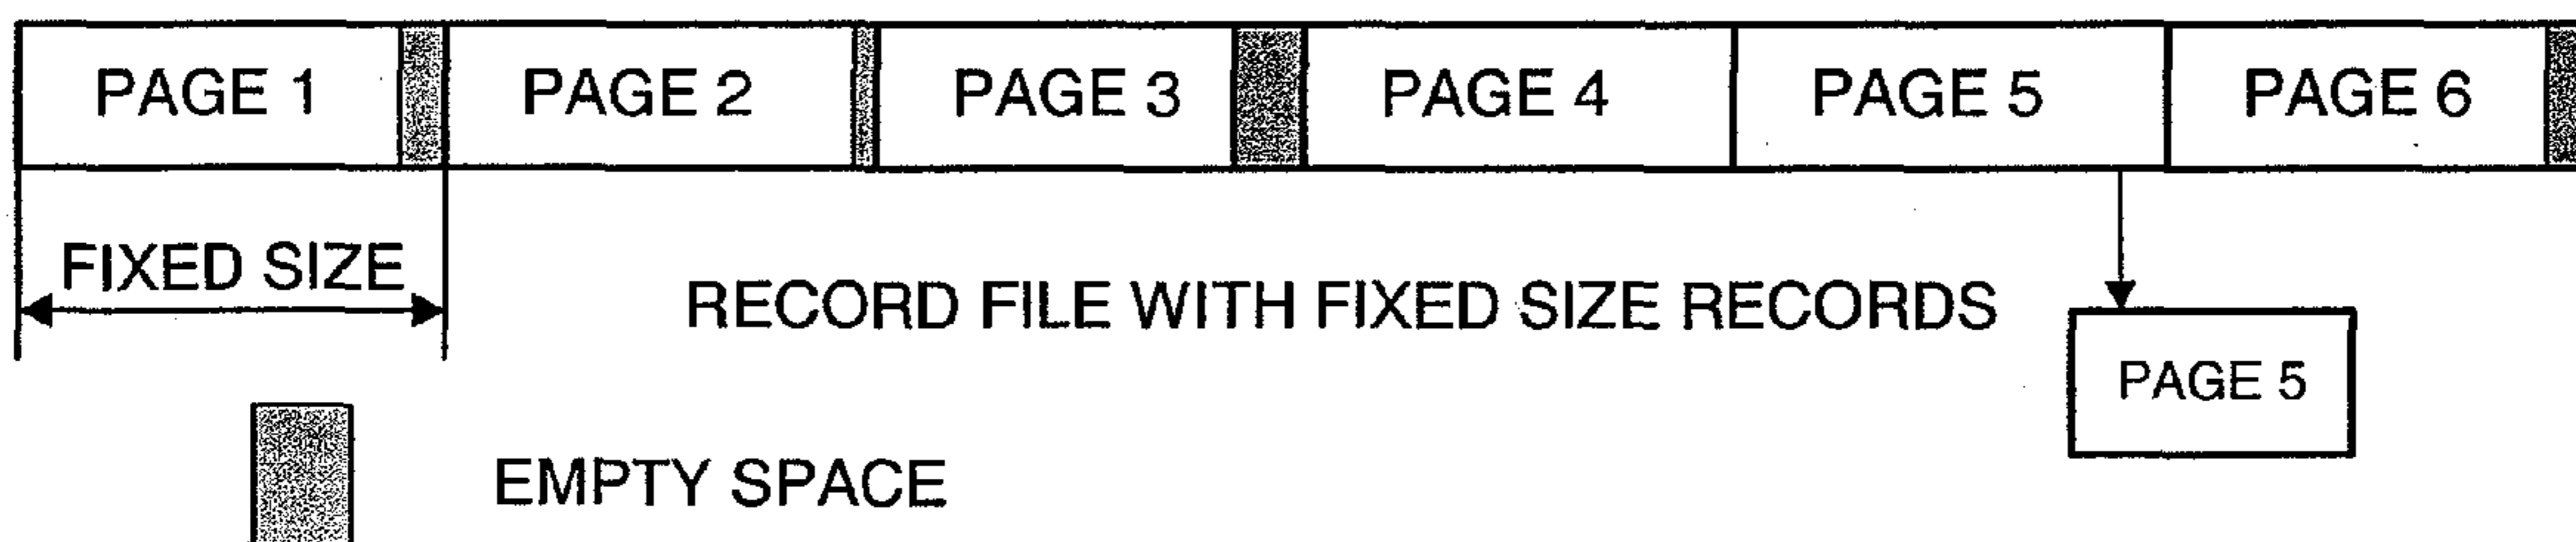 PAGE 1 PAGE 2 PAGE 3 PAGE 4 PAGE 5 PAGE 6
FIXED SIZE
RECORD FILE WITH FIXED SIZE RECORDS
PAGE 5
EMPTY SPACE